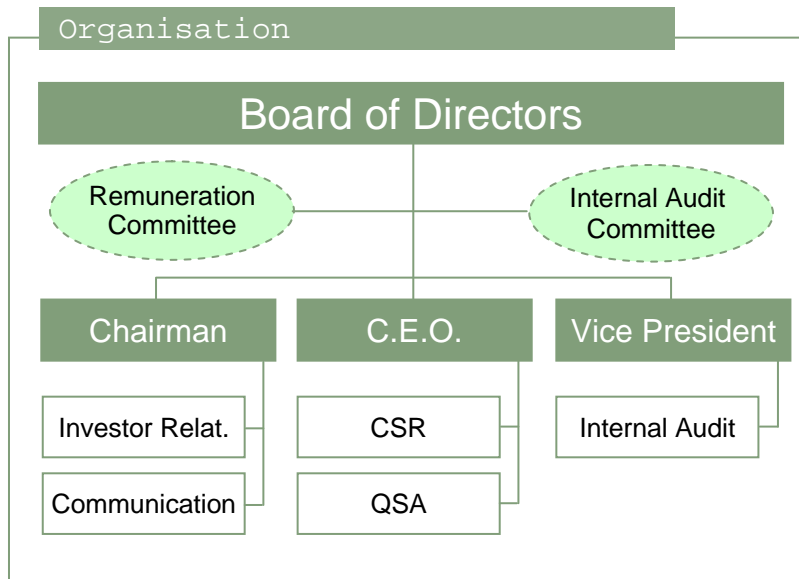 Organisation
Board of Directors
Remuneration
Committee
Internal Audit
Committee
Chairman
C.E.O.
Vice President
Investor Relat.
CSR
Internal Audit
Communication
QSA